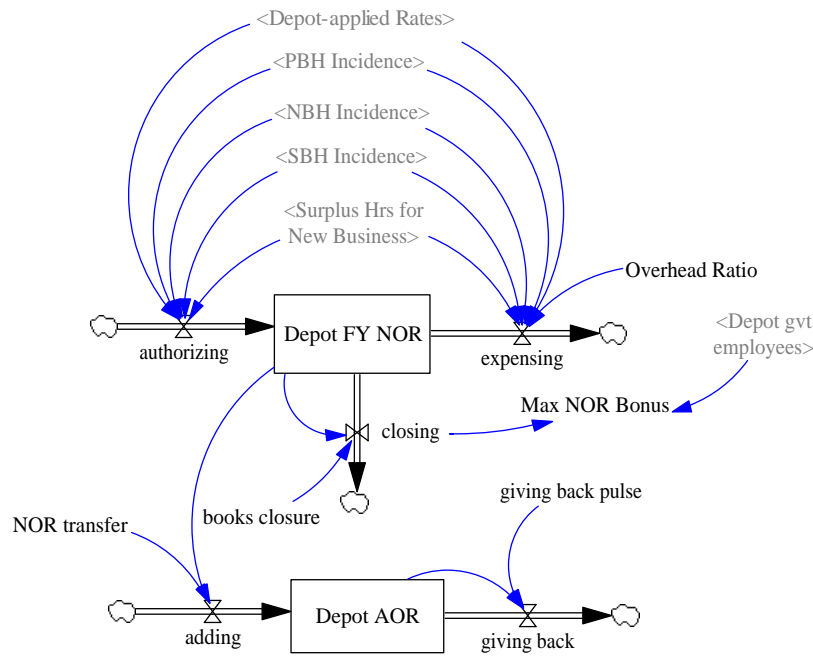 <Depot-applied Rates>
<PBH Incidence>
<NBH Incidence>
<SBH Incidence>
<Surplus Hrs for
New Business>
Overhead Ratio
Depot FY NOR
authorizing
expensing
<Depot gvt
employees>
Max NOR Bonus
closing
giving back pulse
books closure
NOR transfer
Depot AOR
adding
giving back